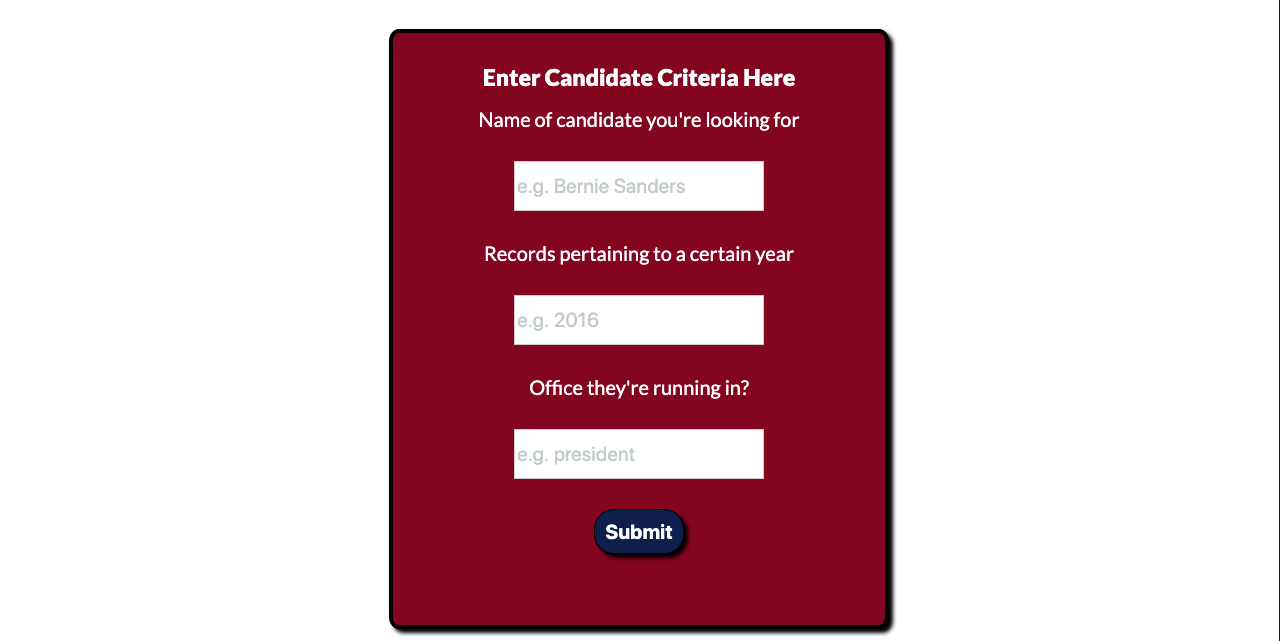 Enter Candidate Criteria Here
Name of candidate you're looking for
e.g. Bernie Sanders
Records pertaining to a certain year
e.g. 2016
Office they're running in?
e.g. president
Submit